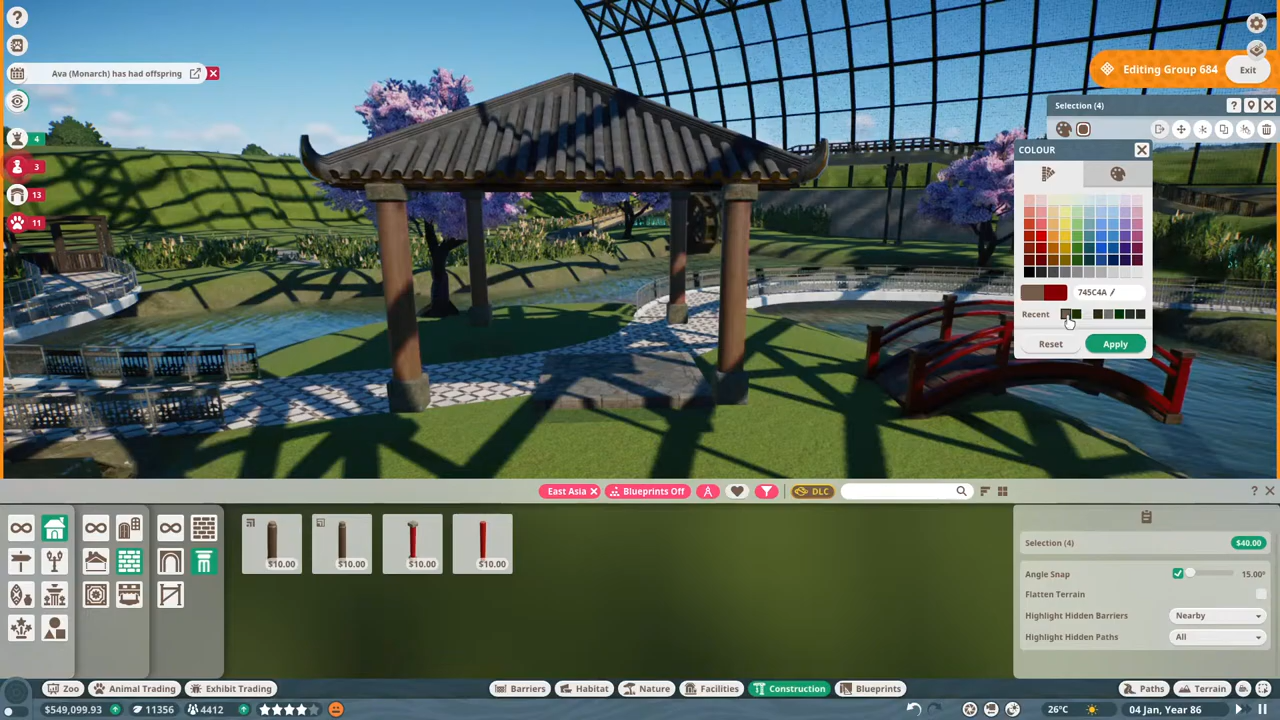 ?
Ava (Monarch) has had offspring
4
3
13
11
Editing Group 684
Exit
Selection (4)
?
COLOUR
745C4A /
Recent
Reset
Apply
East Asia
Blueprints Off
DLC
?
$10.00
$10.00
$10.00
$10.00
Selection (4)
$40.00
Angle Snap
15.00°
Flatten Terrain
Highlight Hidden Barriers
Nearby
Highlight Hidden Paths
All
Zoo
Animal Trading
Exhibit Trading
Barriers
Habitat
Nature
Facilities
Construction
Blueprints
Paths
Terrain
$549,099.93
11356
4412
26°C
04 Jan, Year 86